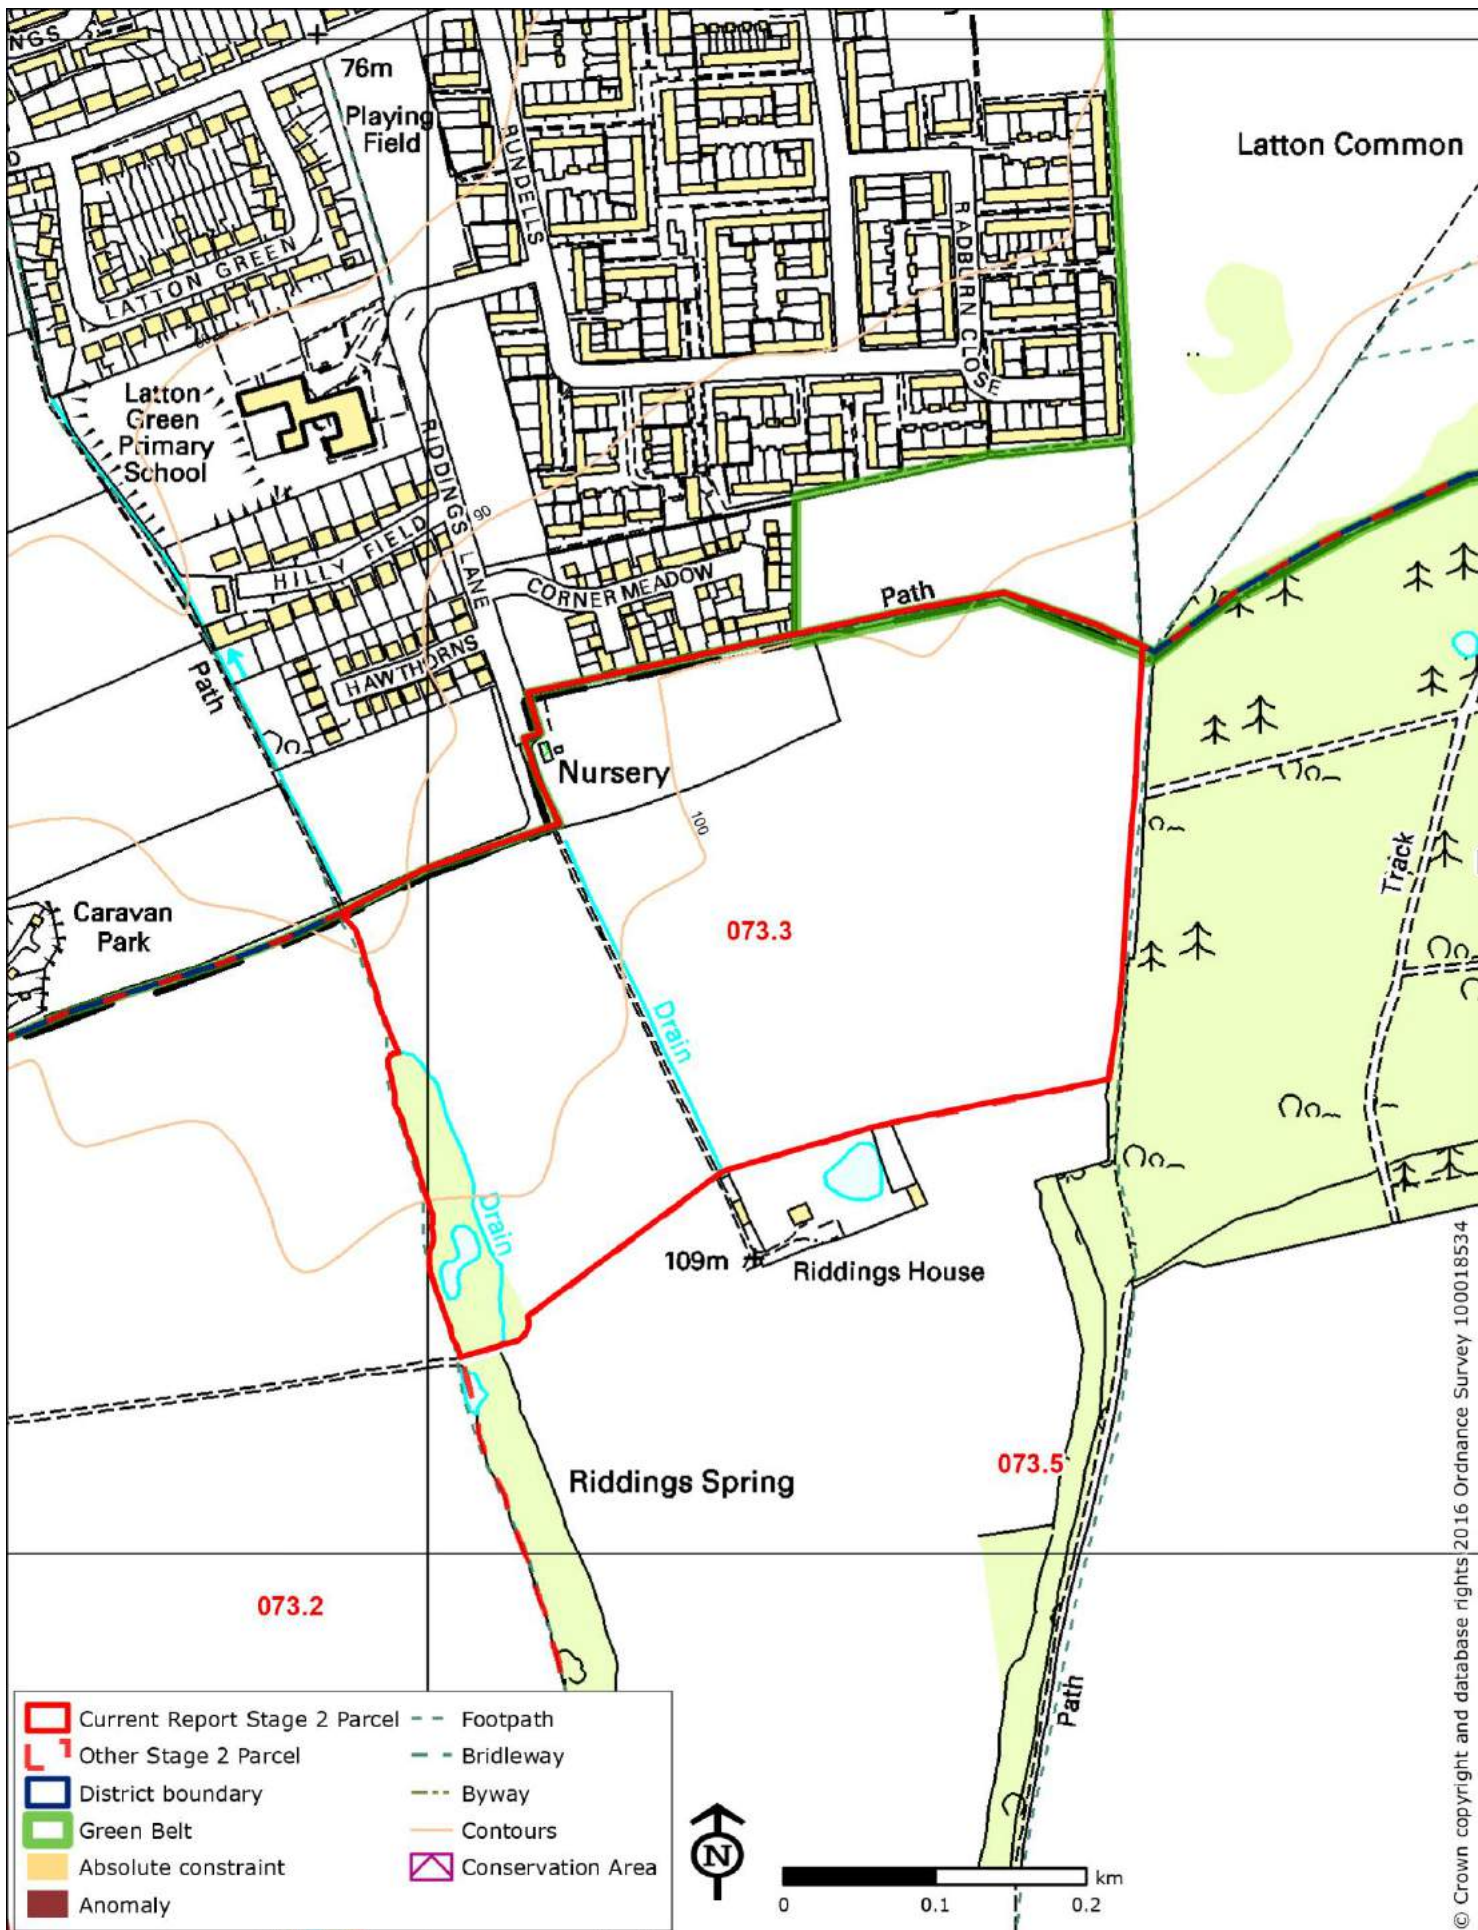 NGS
76m
Playing
Field
RUNDELLS
Latton Common
RADBURN CLOSE
LATTON GREEN
Latton
Green
Primary
School
RIDDINGS LANE
90
HILLY FIELD
CORNER MEADOW
Path
HAWTHORNS
Path
Nursery
100
Track
Caravan
Park
073.3
Drain
Drain
109m
Riddings House
073.5
Riddings Spring
073.2
Path
Current Report Stage 2 Parcel
Other Stage 2 Parcel
District boundary
Green Belt
Absolute constraint
Anomaly
Footpath
Bridleway
Byway
Contours
Conservation Area
N
km
0 0.1 0.2
© Crown copyright and database rights 2016 Ordnance Survey 100018534